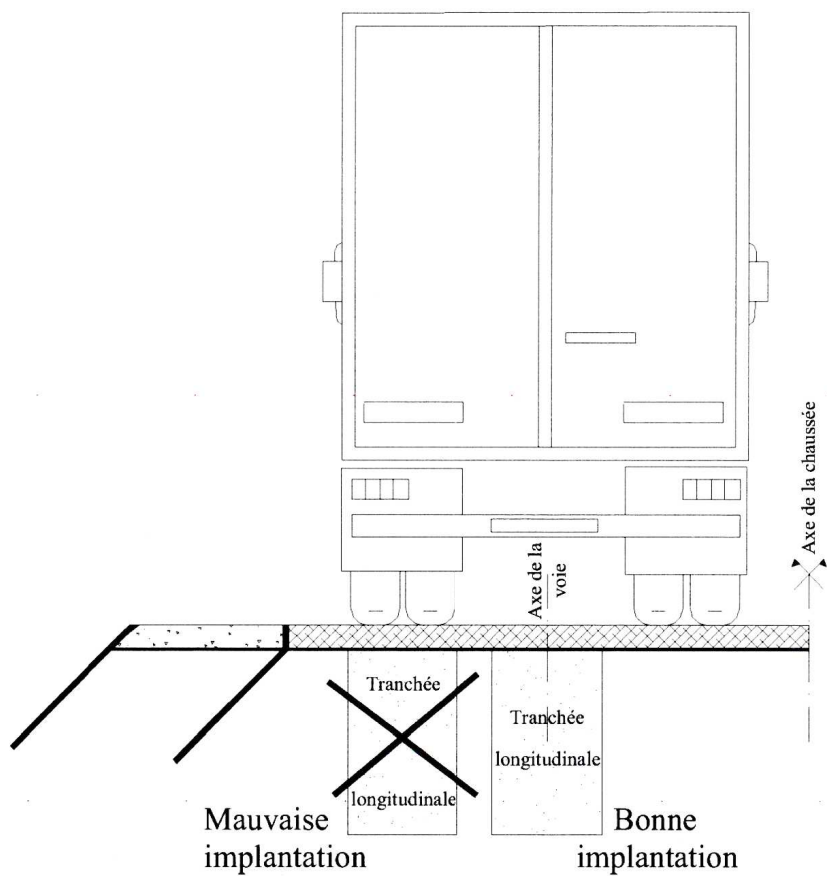 Axe de la chaussée
Axe de la
voie
Tranchée
longitudinale
Tranchée
longitudinale
Mauvaise
implantation
Bonne
implantation